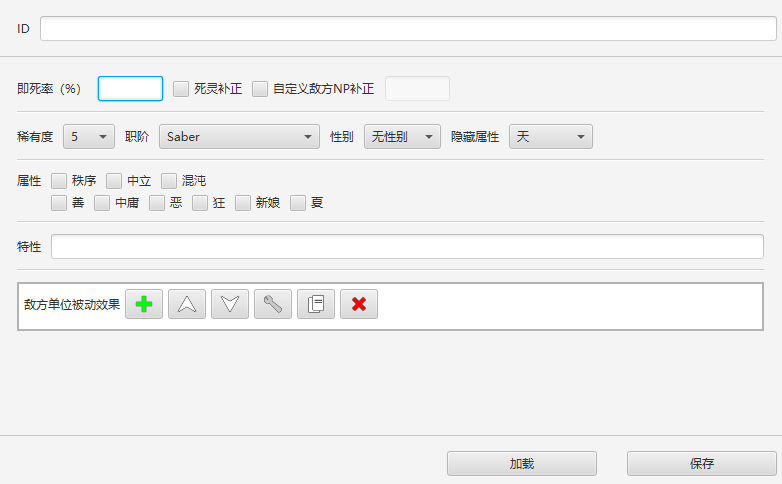 ID
即死率（%） 死灵补正 自定义敌方NP补正
稀有度 5 职阶 Saber 性别 无性别 隐藏属性 天
属性 秩序 中立 混沌
善 中庸 恶 狂 新娘 夏
特性
敌方单位被动效果
加载 保存